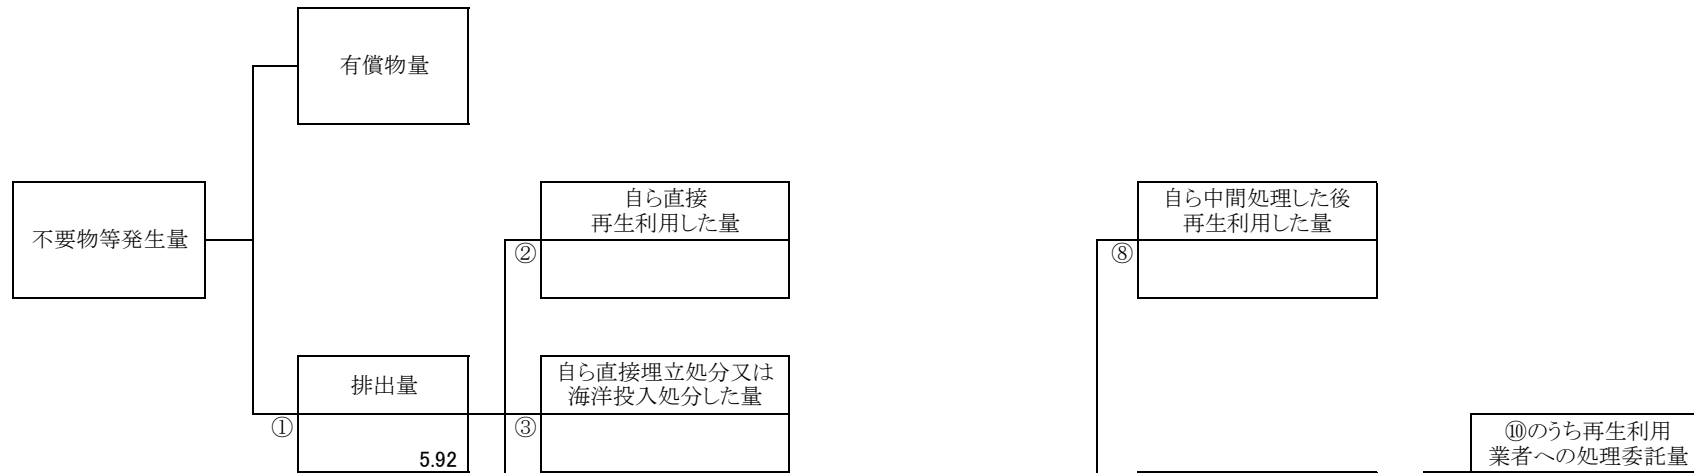 有償物量
不要物等発生量
自ら直接
再生利用した量
②
自ら中間処理した後
再生利用した量
⑧
排出量
①
5.92
自ら直接埋立処分又は
海洋投入処分した量
③
⑩のうち再生利用
業者への処理委託量